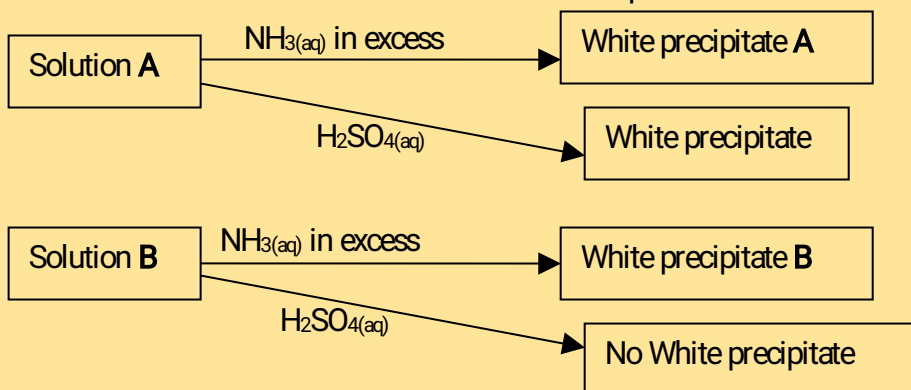 NH3(aq) in excess
White precipitate A
Solution A
H2SO4(aq)
White precipitate
Solution B
NH3(aq) in excess
White precipitate B
H2SO4(aq)
No White precipitate